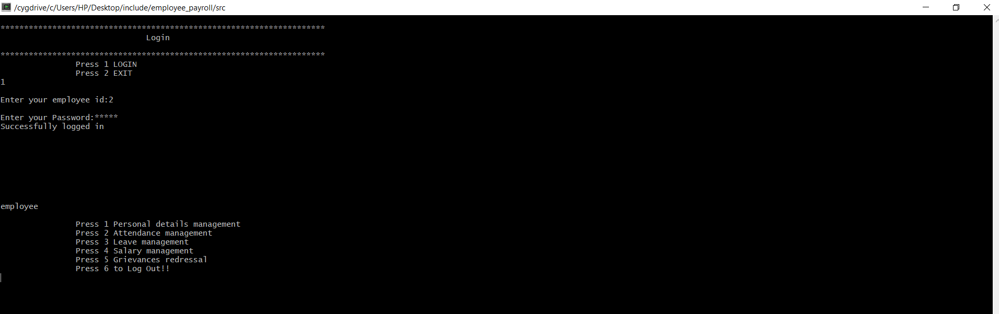 /cygdrive/c/Users/HP/Desktop/include/employee_payroll/src
*********************************************************************
Login
*********************************************************************
Press 1 LOGIN
Press 2 EXIT
1
Enter your employee id:2
Enter your Password:*****
Successfully logged in
employee
Press 1 Personal details management
Press 2 Attendance management
Press 3 Leave management
Press 4 Salary management
Press 5 Grievances redressal
Press 6 to Log Out!!